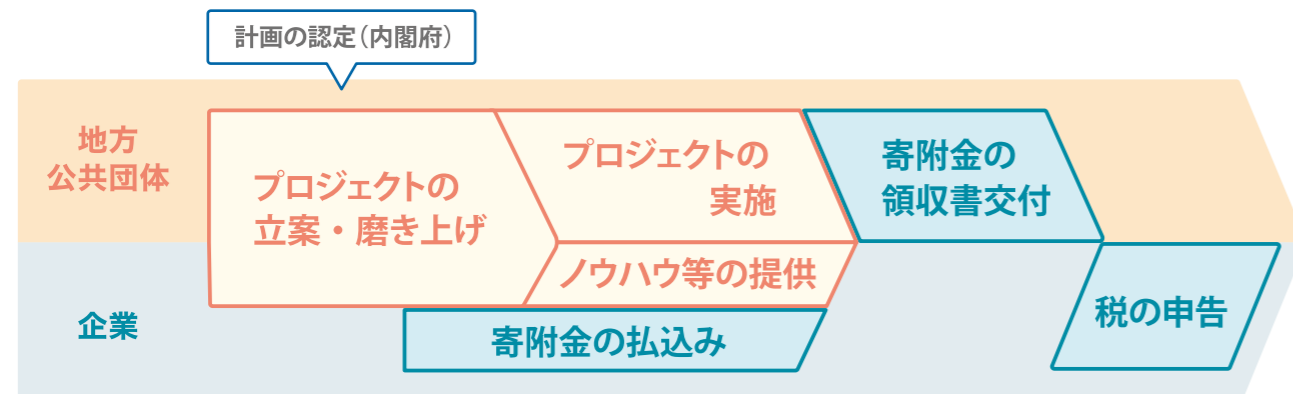 計画の認定（内閣府）
地方
公共団体
プロジェクトの
立案・磨き上げ
プロジェクトの
実施
ノウハウ等の提供
寄附金の
領収書交付
企業
寄附金の払込み
税の申告